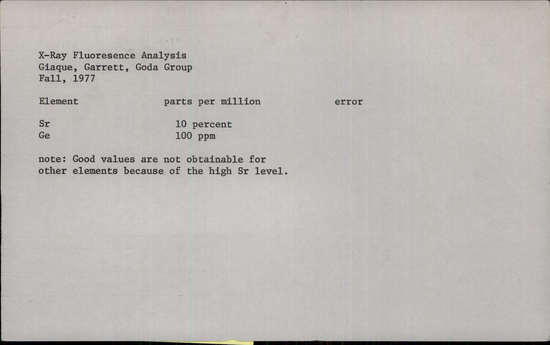 X-Ray Fluoresence Analysis
Giaque, Garrett, Goda Group
Fall, 1977
Element parts per million error
Sr 10 percent
Ge 100 ppm
note: Good values are not obtainable for
other elements because of the high Sr level.